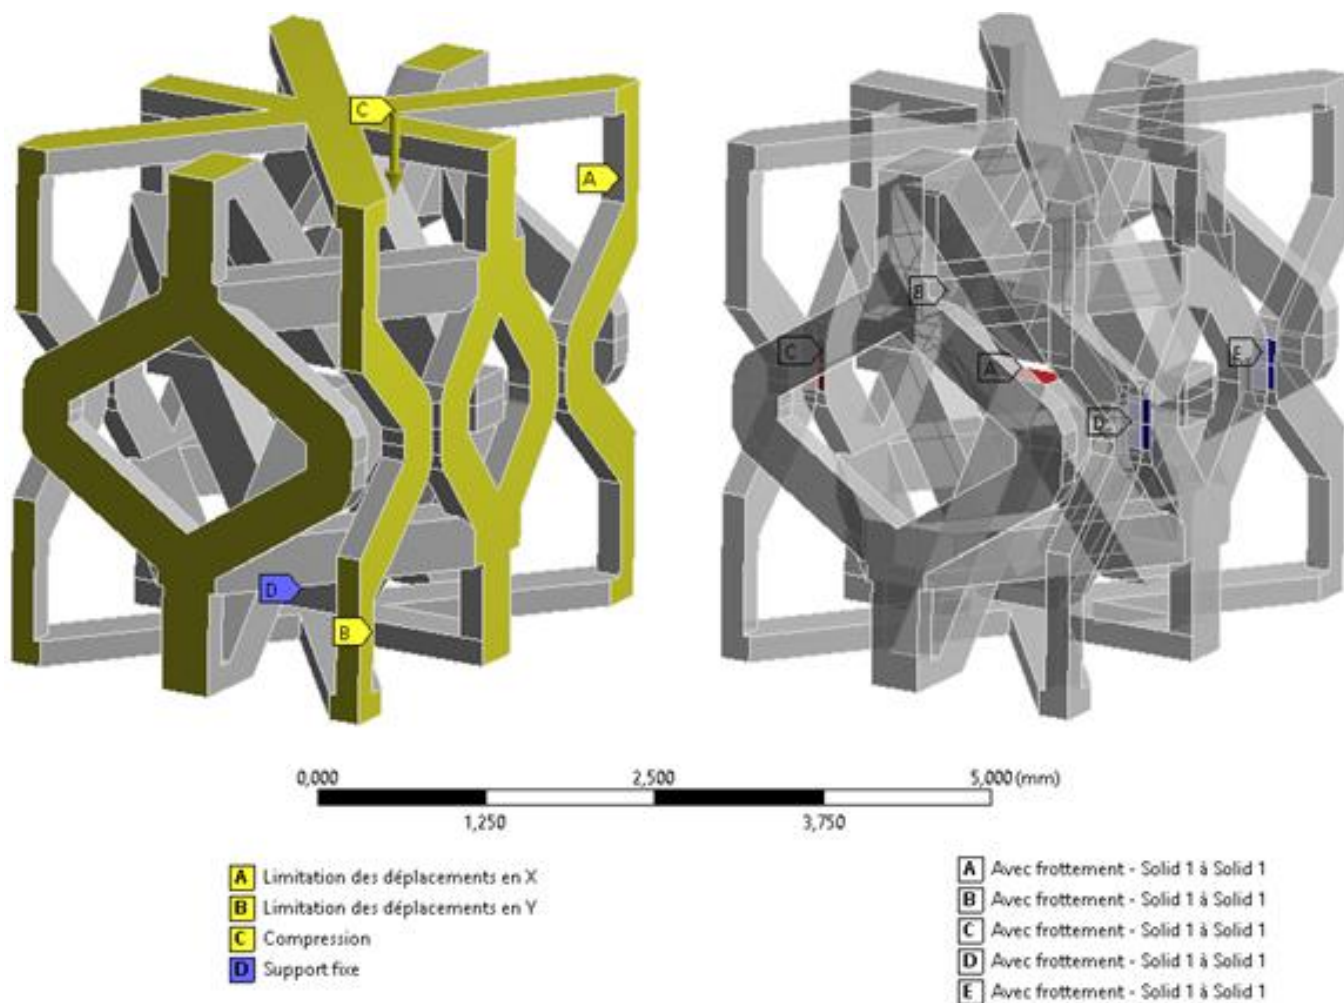 C
A
D
B
B
C
A
E
D
0,000 2,500 5,000 (mm)
1,250 3,750
A Limitation des déplacements en X
B Limitation des déplacements en Y
C Compression
D Support fixe
A Avec frottement - Solid 1 à Solid 1
B Avec frottement - Solid 1 à Solid 1
C Avec frottement - Solid 1 à Solid 1
D Avec frottement - Solid 1 à Solid 1
E Avec frottement - Solid 1 à Solid 1